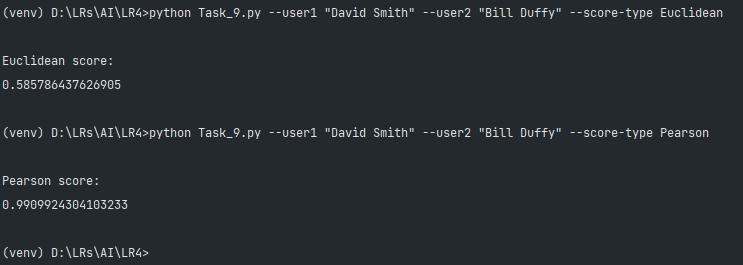 (venv) D:\LRs\AI\LR4>python Task_9.py --user1 "David Smith" --user2 "Bill Duffy" --score-type Euclidean
Euclidean score:
0.585786437626905
(venv) D:\LRs\AI\LR4>python Task_9.py --user1 "David Smith" --user2 "Bill Duffy" --score-type Pearson
Pearson score:
0.9909924304103233
(venv) D:\LRs\AI\LR4>